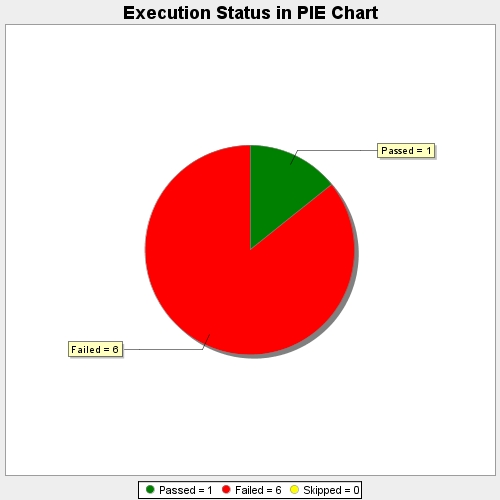 Execution Status in PIE Chart
Passed = 1
Failed = 6
Passed = 1 Failed = 6 Skipped = 0